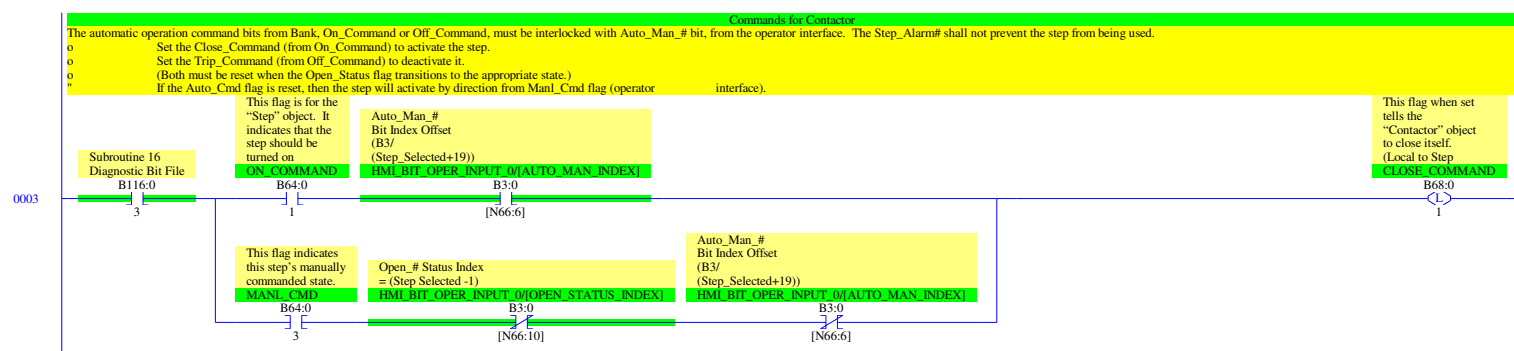 Commands for Contactor
The automatic operation command bits from Bank, On_Command or Off_Command, must be interlocked with Auto_Man_# bit, from the operator interface. The Step_Alarm# shall not prevent the step from being used.
o Set the Close_Command (from On_Command) to activate the step.
o Set the Trip_Command (from Off_Command) to deactivate it.
o (Both must be reset when the Open_Status flag transitions to the appropriate state.)
" If the Auto_Cmd flag is reset, then the step will activate by direction from Manl_Cmd flag (operator interface).
Subroutine 16
Diagnostic Bit File
B116:0
3
This flag is for the
“Step” object. It
indicates that the
step should be
turned on
ON_COMMAND
B64:0
1
Auto_Man_#
Bit Index Offset
(B3/
(Step_Selected+19))
HMI_BIT_OPER_INPUT_0/[AUTO_MAN_INDEX]
B3:0
[N66:6]
This flag when set
tells the
“Contactor” object
to close itself.
(Local to Step
CLOSE_COMMAND
B68:0
L
1
0003
This flag indicates
this step’s manually
commanded state.
MANL_CMD
B64:0
3
Open_# Status Index
= (Step Selected -1)
HMI_BIT_OPER_INPUT_0/[OPEN_STATUS_INDEX]
B3:0
[N66:10]
Auto_Man_#
Bit Index Offset
(B3/
(Step_Selected+19))
HMI_BIT_OPER_INPUT_0/[AUTO_MAN_INDEX]
B3:0
[N66:6]